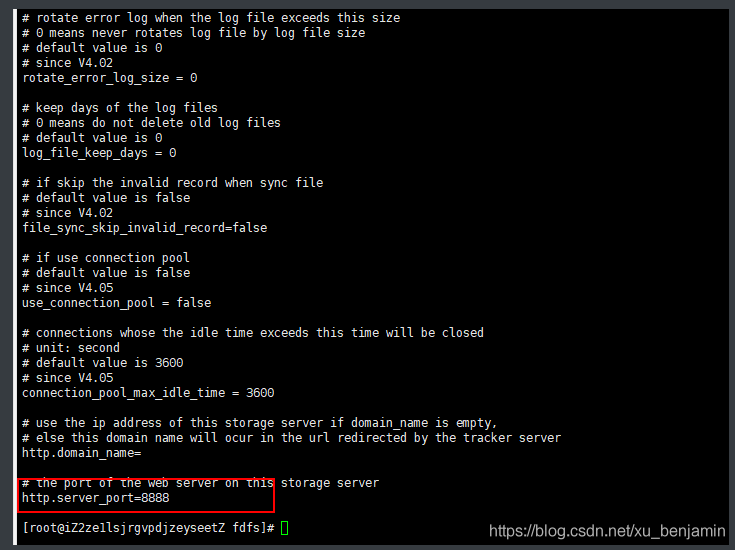 # rotate error log when the log file exceeds this size
# 0 means never rotates log file by log file size
# default value is 0
# since V4.02
rotate_error_log_size = 0
# keep days of the log files
# 0 means do not delete old log files
# default value is 0
log_file_keep_days = 0
# if skip the invalid record when sync file
# default value is false
# since V4.02
file_sync_skip_invalid_record=false
# if use connection pool
# default value is false
# since V4.05
use_connection_pool = false
# connections whose the idle time exceeds this time will be closed
# unit: second
# default value is 3600
# since V4.05
connection_pool_max_idle_time = 3600
# use the ip address of this storage server if domain_name is empty,
# else this domain name will ocur in the url redirected by the tracker server
http.domain_name=
# the port of the web server on this storage server
http.server_port=8888
[root@iZ2ze1lsjrgvpdjzeyseetZ fdfs]#
https://blog.csdn.net/xu_benjamin